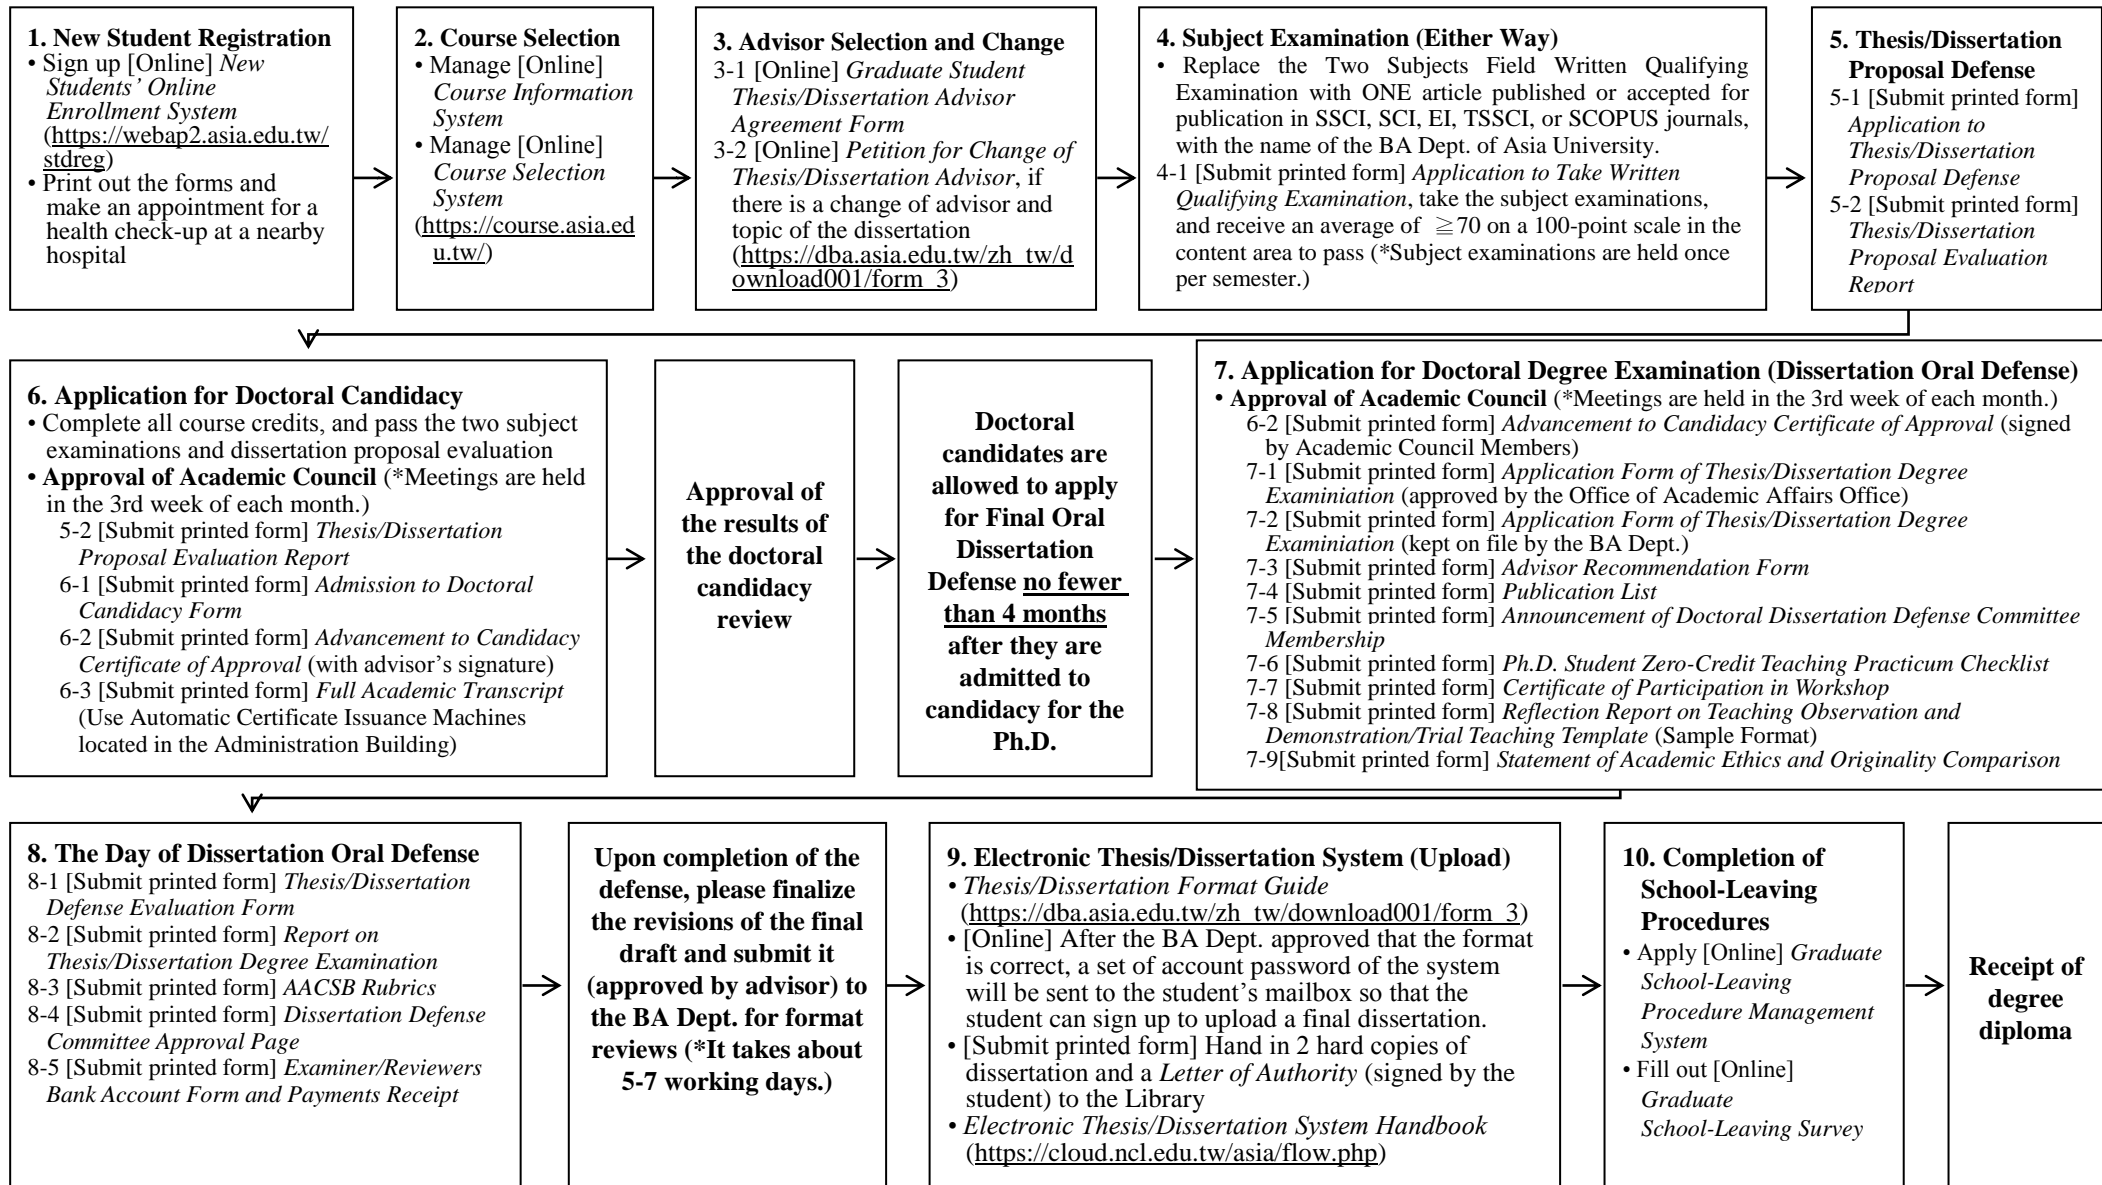 1. New Student Registration
• Sign up [Online] New
Students’ Online
Enrollment System
(https://webap2.asia.edu.tw/
stdreg)
• Print out the forms and
make an appointment for a
health check-up at a nearby
hospital
2. Course Selection
• Manage [Online]
Course Information
System
• Manage [Online]
Course Selection
System
(https://course.asia.ed
u.tw/)
3. Advisor Selection and Change
3-1 [Online] Graduate Student
Thesis/Dissertation Advisor
Agreement Form
3-2 [Online] Petition for Change of
Thesis/Dissertation Advisor, if
there is a change of advisor and
topic of the dissertation
(https://dba.asia.edu.tw/zh_tw/d
ownload001/form_3)
4. Subject Examination (Either Way)
• Replace the Two Subjects Field Written Qualifying
Examination with ONE article published or accepted for
publication in SSCI, SCI, EI, TSSCI, or SCOPUS journals,
with the name of the BA Dept. of Asia University.
4-1 [Submit printed form] Application to Take Written
Qualifying Examination, take the subject examinations,
and receive an average of ≧70 on a 100-point scale in the
content area to pass (*Subject examinations are held once
per semester.)
5. Thesis/Dissertation
Proposal Defense
5-1 [Submit printed form]
Application to
Thesis/Dissertation
Proposal Defense
5-2 [Submit printed form]
Thesis/Dissertation
Proposal Evaluation
Report
6. Application for Doctoral Candidacy
• Complete all course credits, and pass the two subject
examinations and dissertation proposal evaluation
• Approval of Academic Council (*Meetings are held
in the 3rd week of each month.)
5-2 [Submit printed form] Thesis/Dissertation
Proposal Evaluation Report
6-1 [Submit printed form] Admission to Doctoral
Candidacy Form
6-2 [Submit printed form] Advancement to Candidacy
Certificate of Approval (with advisor’s signature)
6-3 [Submit printed form] Full Academic Transcript
(Use Automatic Certificate Issuance Machines
located in the Administration Building)
Approval of
the results of
the doctoral
candidacy
review
Doctoral
candidates are
allowed to apply
for Final Oral
Dissertation
Defense no fewer
than 4 months
after they are
admitted to
candidacy for the
Ph.D.
7. Application for Doctoral Degree Examination (Dissertation Oral Defense)
• Approval of Academic Council (*Meetings are held in the 3rd week of each month.)
6-2 [Submit printed form] Advancement to Candidacy Certificate of Approval (signed
by Academic Council Members)
7-1 [Submit printed form] Application Form of Thesis/Dissertation Degree
Examiniation (approved by the Office of Academic Affairs Office)
7-2 [Submit printed form] Application Form of Thesis/Dissertation Degree
Examiniation (kept on file by the BA Dept.)
7-3 [Submit printed form] Advisor Recommendation Form
7-4 [Submit printed form] Publication List
7-5 [Submit printed form] Announcement of Doctoral Dissertation Defense Committee
Membership
7-6 [Submit printed form] Ph.D. Student Zero-Credit Teaching Practicum Checklist
7-7 [Submit printed form] Certificate of Participation in Workshop
7-8 [Submit printed form] Reflection Report on Teaching Observation and
Demonstration/Trial Teaching Template (Sample Format)
7-9[Submit printed form] Statement of Academic Ethics and Originality Comparison
8. The Day of Dissertation Oral Defense
8-1 [Submit printed form] Thesis/Dissertation
Defense Evaluation Form
8-2 [Submit printed form] Report on
Thesis/Dissertation Degree Examination
8-3 [Submit printed form] AACSB Rubrics
8-4 [Submit printed form] Dissertation Defense
Committee Approval Page
8-5 [Submit printed form] Examiner/Reviewers
Bank Account Form and Payments Receipt
Upon completion of the
defense, please finalize
the revisions of the final
draft and submit it
(approved by advisor) to
the BA Dept. for format
reviews (*It takes about
5-7 working days.)
9. Electronic Thesis/Dissertation System (Upload)
• Thesis/Dissertation Format Guide
(https://dba.asia.edu.tw/zh_tw/download001/form_3)
• [Online] After the BA Dept. approved that the format
is correct, a set of account password of the system
will be sent to the student’s mailbox so that the
student can sign up to upload a final dissertation.
• [Submit printed form] Hand in 2 hard copies of
dissertation and a Letter of Authority (signed by the
student) to the Library
• Electronic Thesis/Dissertation System Handbook
(https://cloud.ncl.edu.tw/asia/flow.php)
10. Completion of
School-Leaving
Procedures
• Apply [Online] Graduate
School-Leaving
Procedure Management
System
• Fill out [Online]
Graduate
School-Leaving Survey
Receipt of
degree
diploma